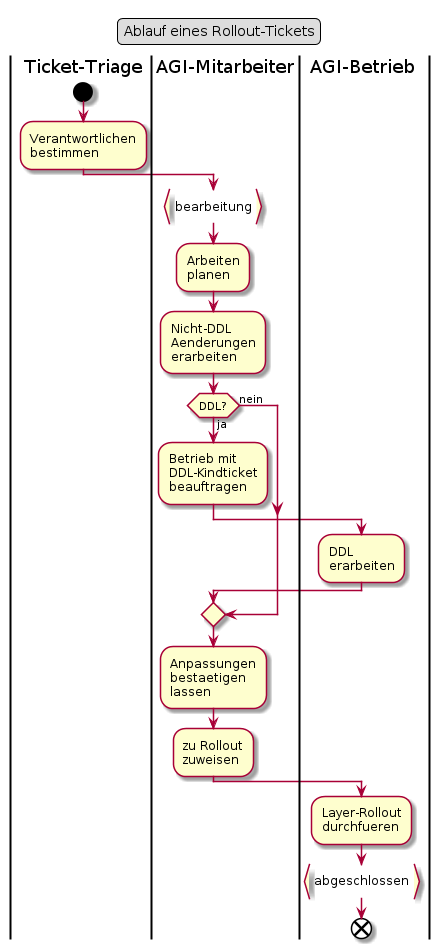 Ablauf eines Rollout-Tickets
Ticket-Triage
AGI-Mitarbeiter
AGI-Betrieb
Verantwortlichen
bestimmen
bearbeitung
Arbeiten
planen
Nicht-DDL
Aenderungen
erarbeiten
DDL?
nein
ja
Betrieb mit
DDL-Kindticket
beauftragen
DDL
erarbeiten
Anpassungen
bestaetigen
lassen
zu Rollout
zuweisen
Layer-Rollout
durchfueren
abgeschlossen